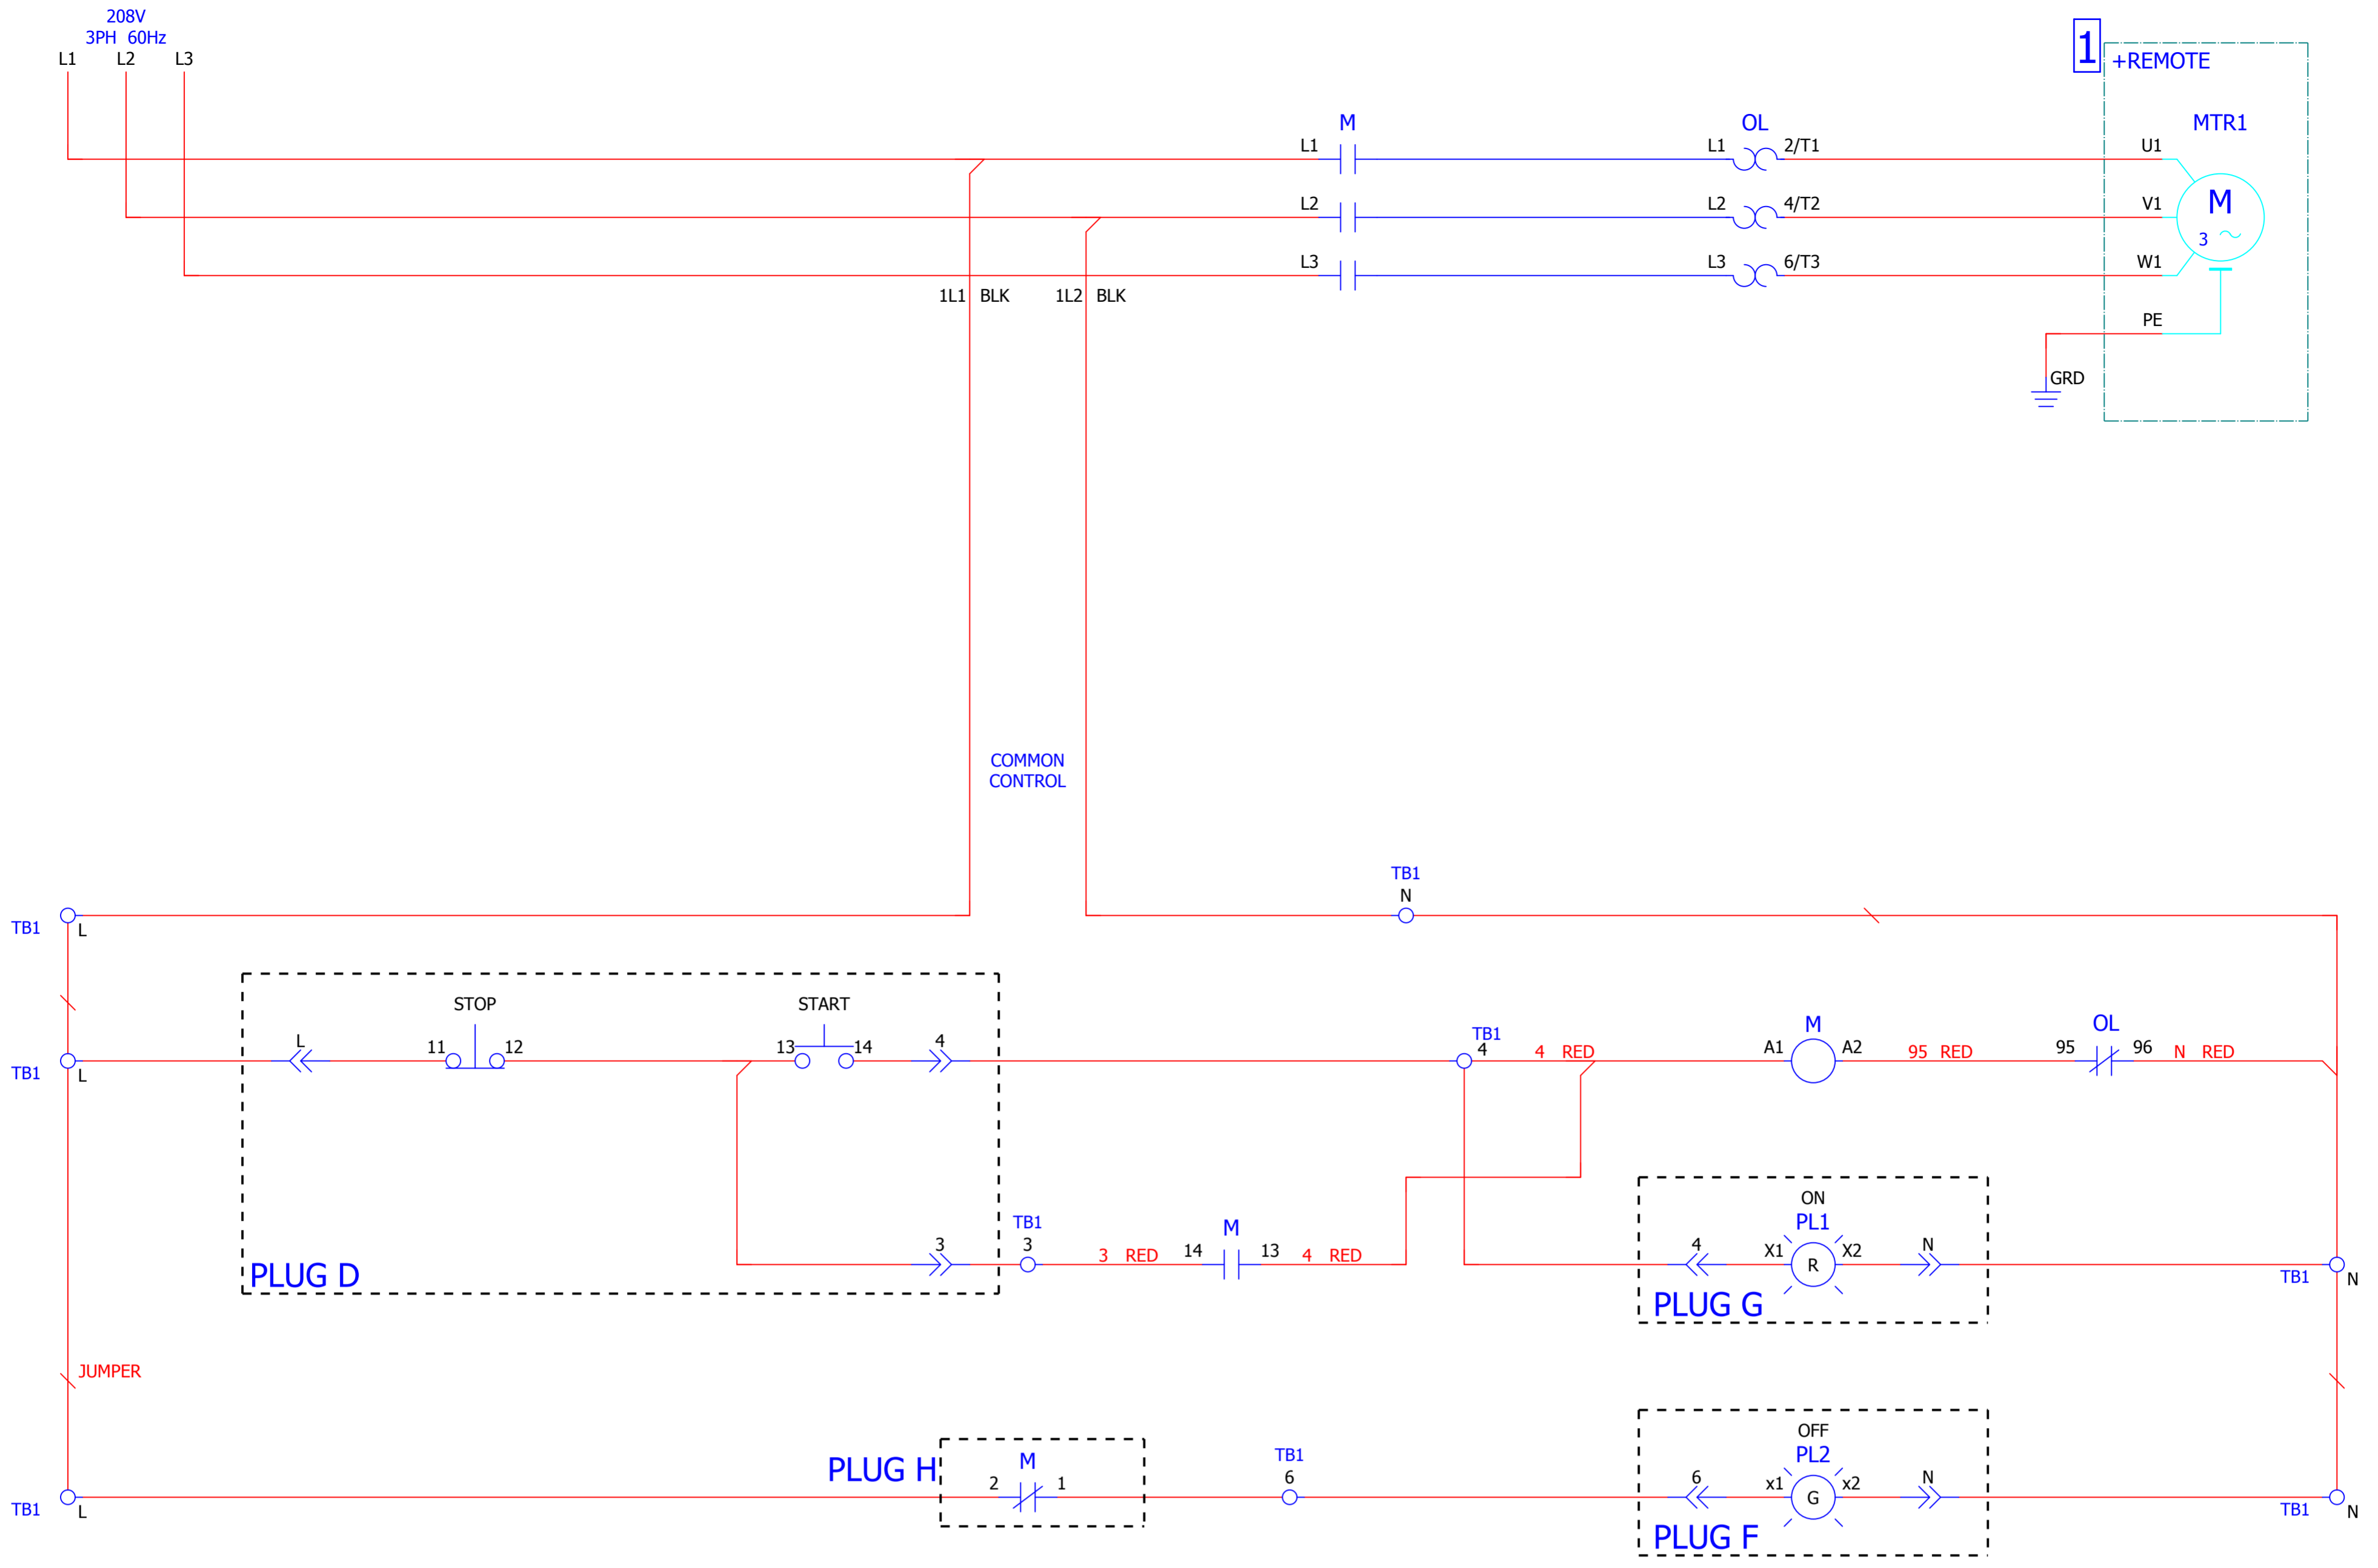 208V
3PH 60Hz
L1 L2 L3
1
+REMOTE
M OL MTR1
L1 L1 2/T1 U1
L2 L2 4/T2 V1
M
3
L3 L3 6/T3 W1
1L1 BLK 1L2 BLK
PE
GRD
COMMON
CONTROL
TB1
N
TB1 L
STOP START
L 11 12 13 14 4
TB1
4
4 RED
M
A1 A2
95 RED
OL
95 96
N RED
TB1 L
ON
PL1
TB1
3
3
M
3 RED 14 13 4 RED
4 X1 R X2 N
PLUG D
PLUG G
TB1 N
JUMPER
OFF
PL2
PLUG H
M
2 1
TB1
6
6 x1 G x2 N
TB1 L
PLUG F
TB1 N